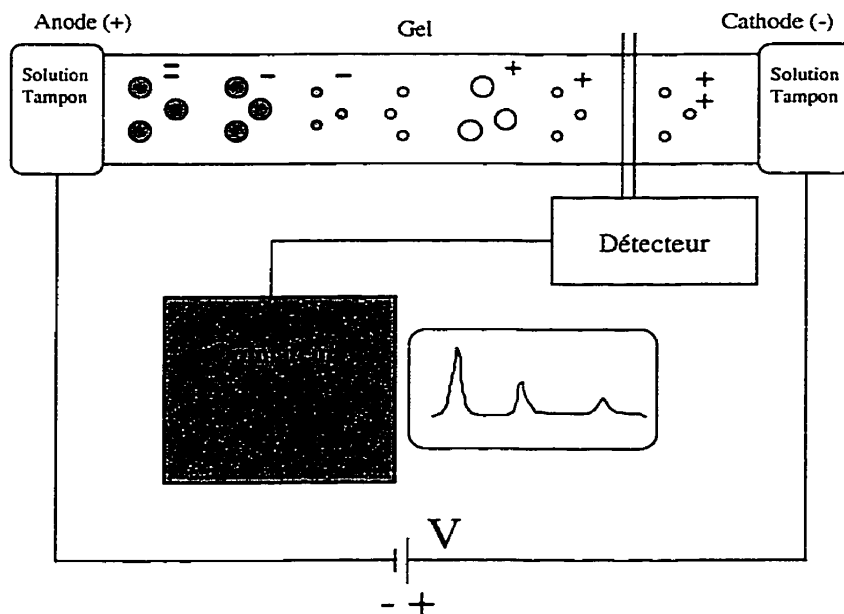 Anode (+)
Gel
Cathode (-)
Solution
Tampon
= - - + + +
+
Solution
Tampon
Détecteur
V
- +